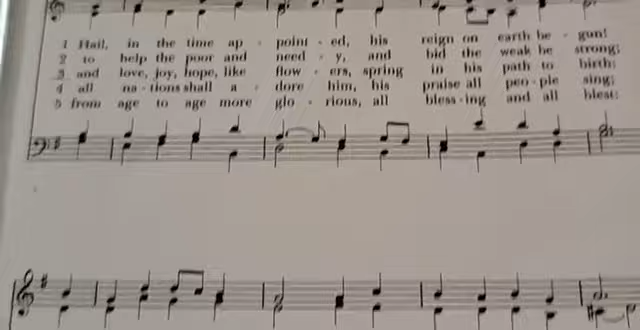 1 Hail, in the time ap - point - ed, his reign on earth be - gun!
2 to help the poor and need - y, and bid the weak be strong;
3 and love, joy, hope, like flow - ers, spring in his path to birth:
4 all na - tions shall a - dore him, his praise all peo - ple sing;
5 from age to age more glo - rious, all bless - ing and all blest: